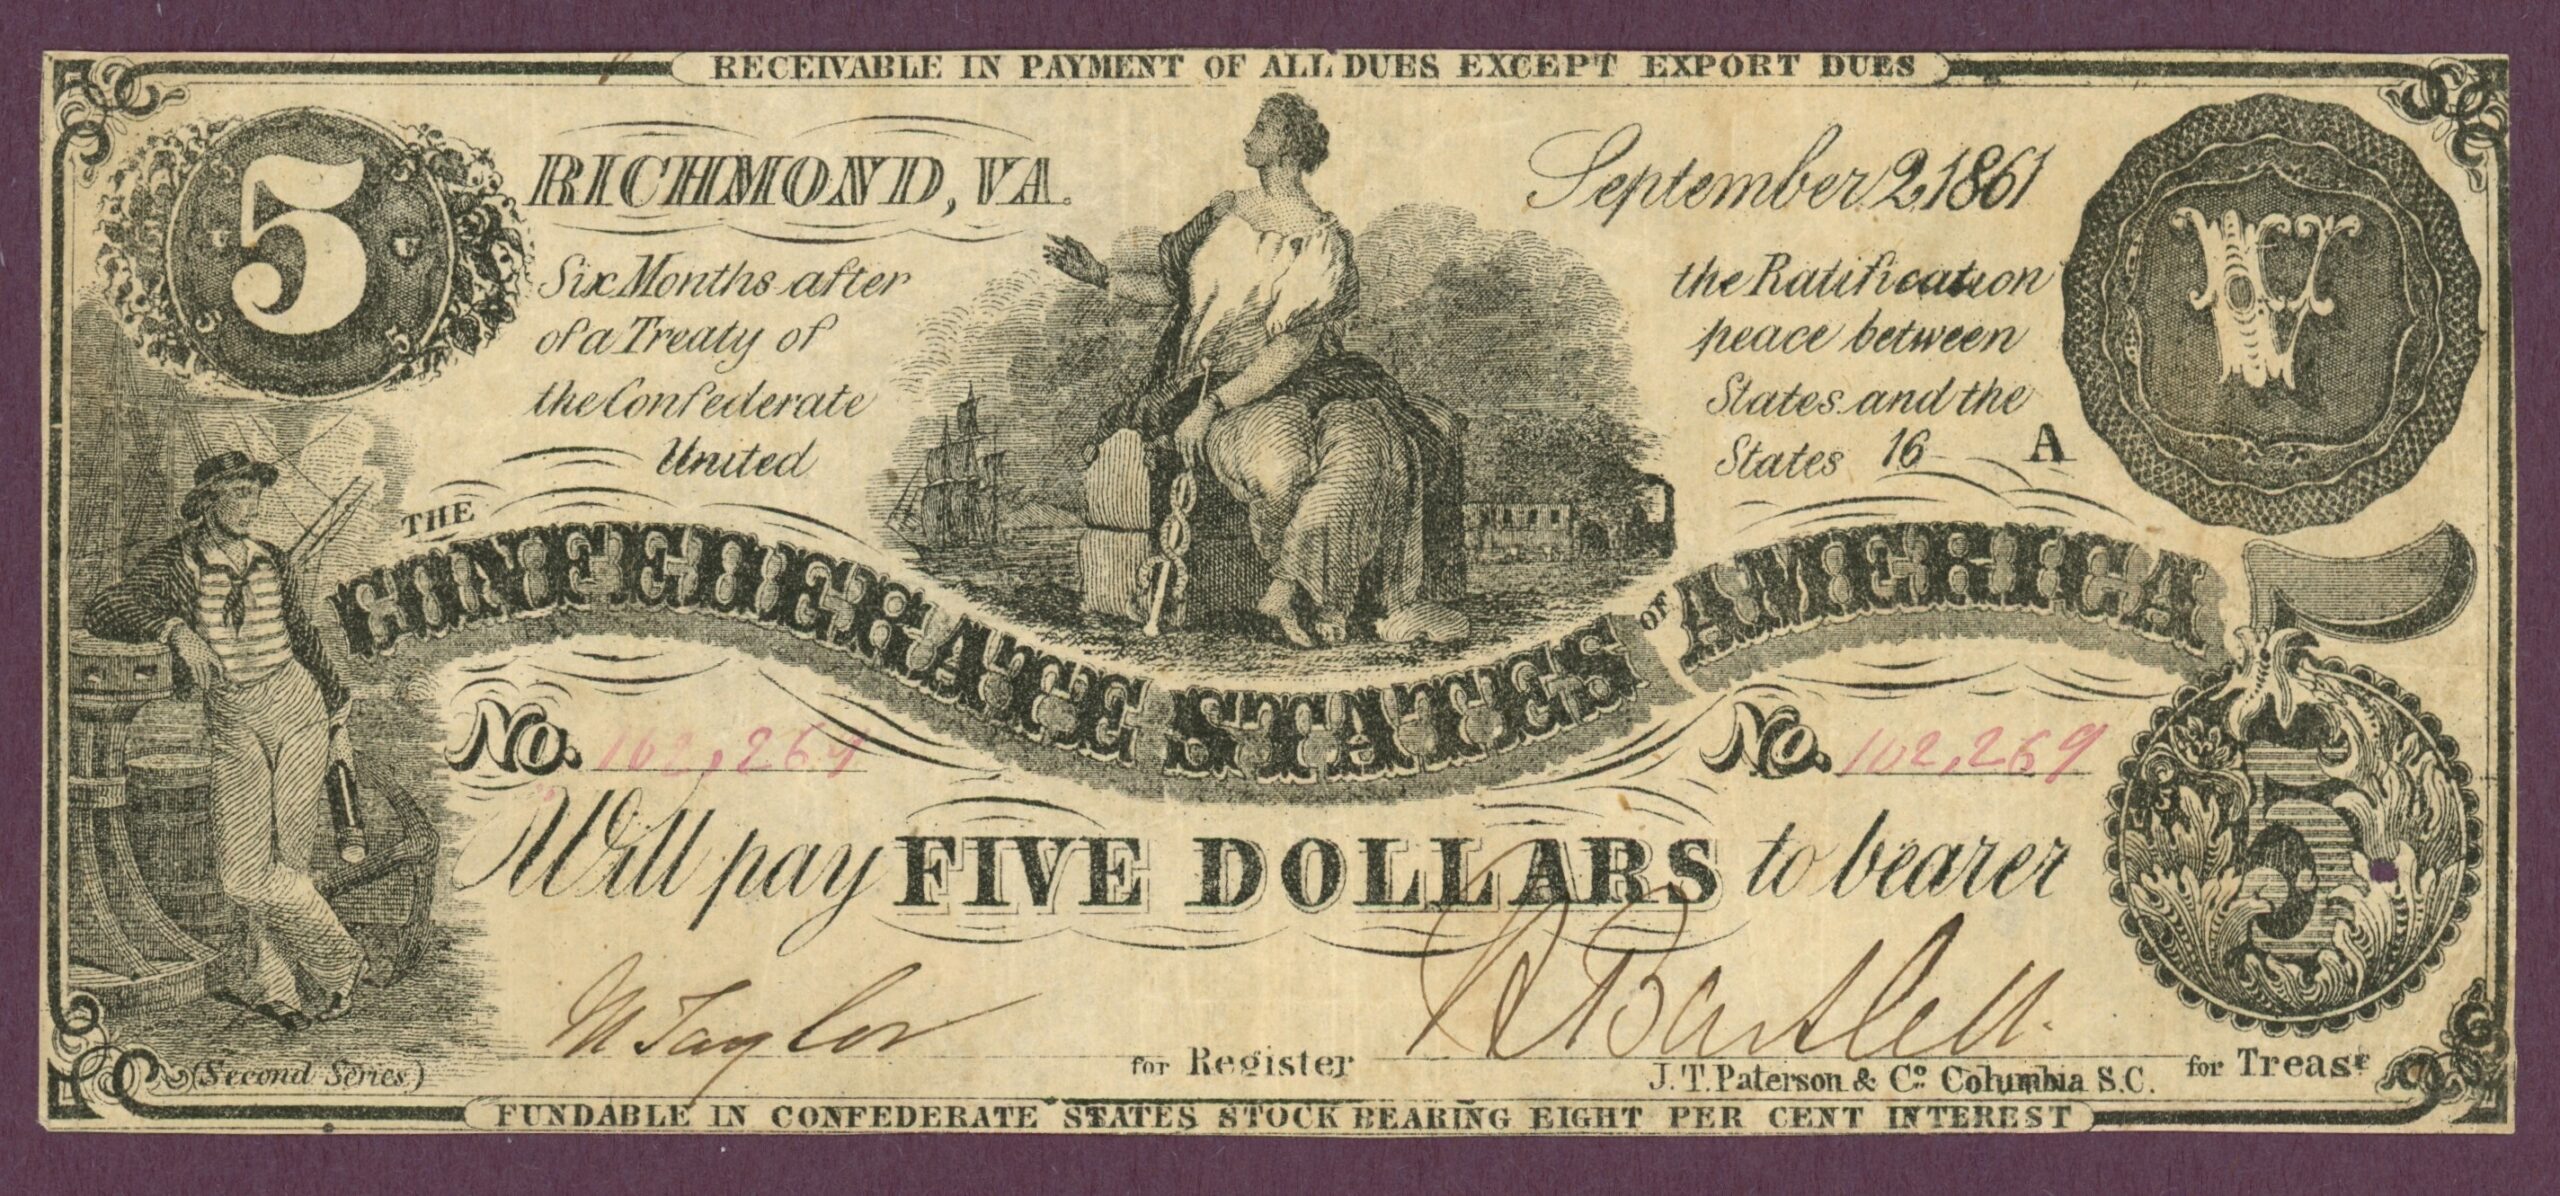 RECEIVABLE IN PAYMENT OF ALL DUES EXCEPT EXPORT DUES
5
RICHMOND, VA.
September 2, 1861
V
Six Months after the Ratification
of a Treaty of peace between
the Confederate States and the
United States 16 A
THE CONFEDERATE STATES OF AMERICA
5
No. 102,269
No. 102,269
Will pay FIVE DOLLARS to bearer
M Taylor
Bartlett
for Register
for Treasr
(Second Series)
J. T. Paterson & Co. Columbia S.C.
FUNDABLE IN CONFEDERATE STATES STOCK BEARING EIGHT PER CENT INTEREST